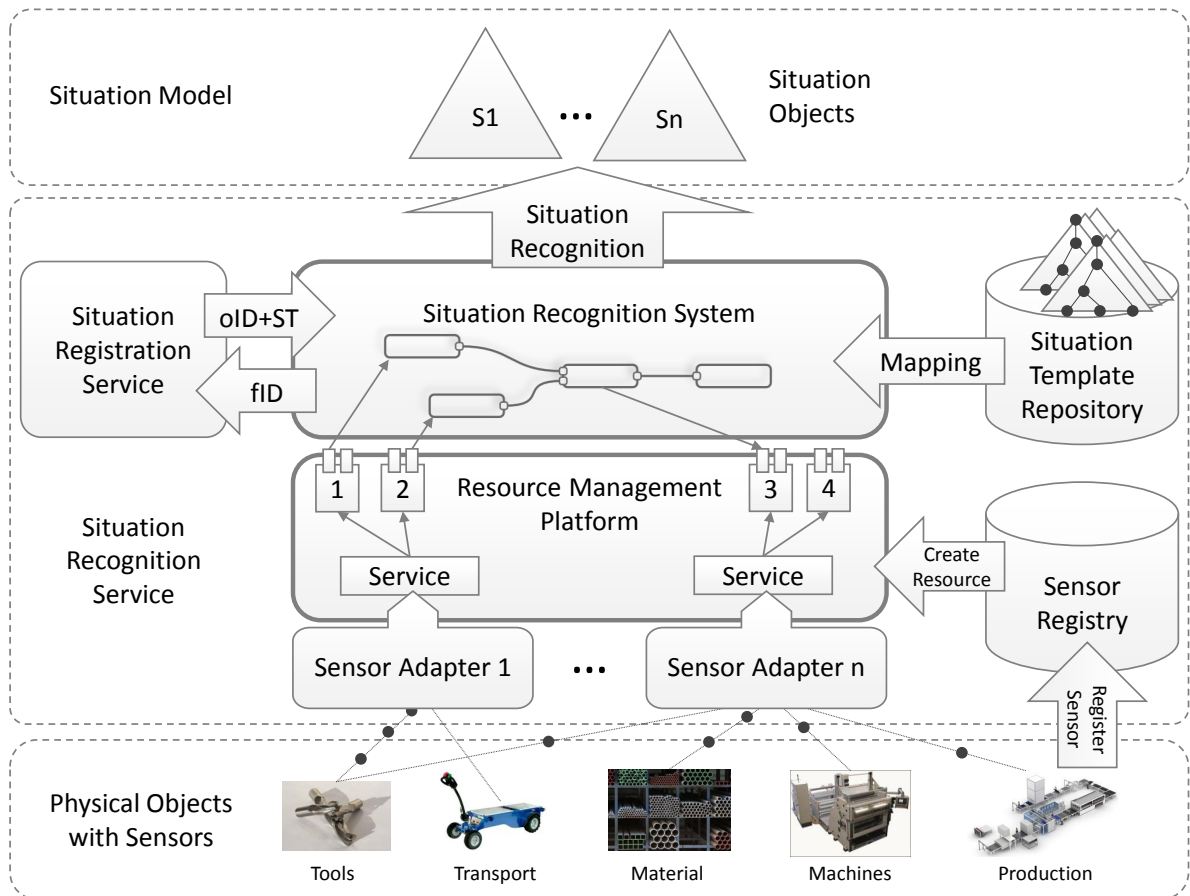 Situation Model
S1
...
Sn
Situation
Objects
Situation
Recognition
Situation
Registration
Service
oID+ST
fID
Situation Recognition System
Mapping
Situation
Template
Repository
Situation
Recognition
Service
1
2
Resource Management
Platform
3
4
Service
Service
Create
Resource
Sensor
Registry
Sensor Adapter 1
...
Sensor Adapter n
Register
Sensor
Physical Objects
with Sensors
Tools
Transport
Material
Machines
Production